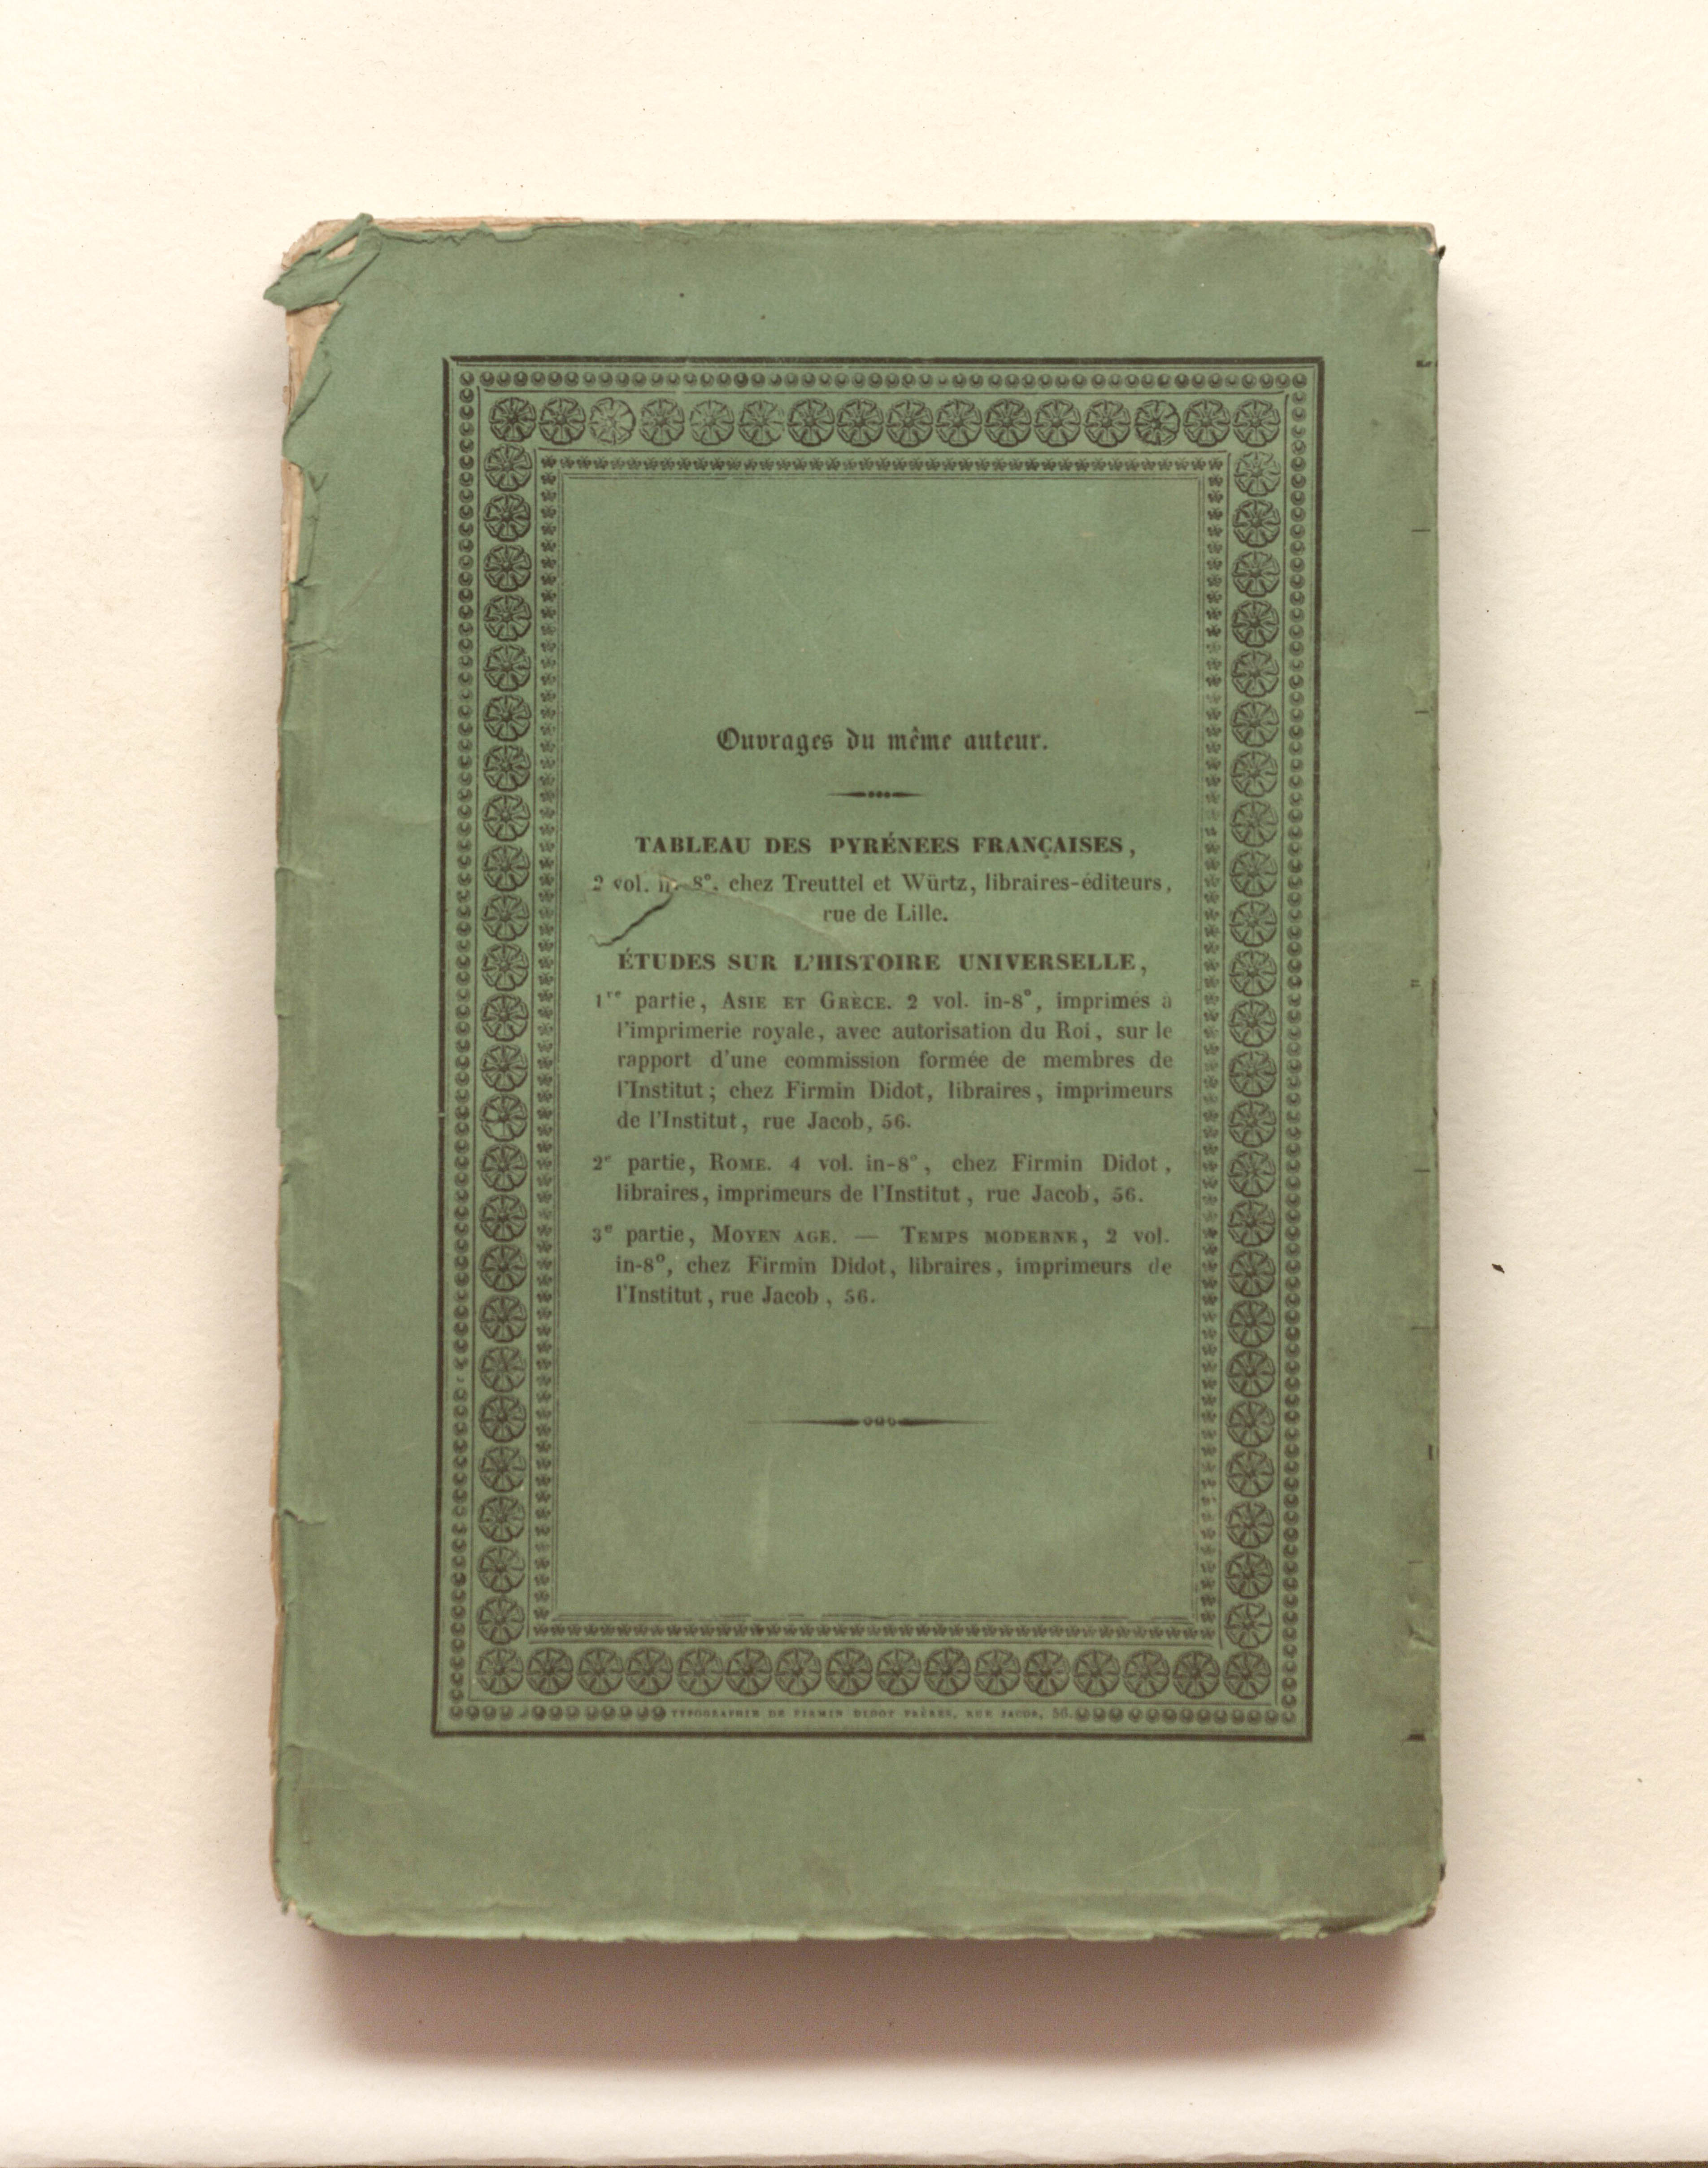 Ouvrages du même auteur.
TABLEAU DES PYRÉNEES FRANÇAISES,
2 vol. in-8°, chez Treuttel et Würtz, libraires-éditeurs,
rue de Lille.
ÉTUDES SUR L'HISTOIRE UNIVERSELLE,
1re partie, ASIE ET GRÈCE. 2 vol. in-8°, imprimés à
l'imprimerie royale, avec autorisation du Roi, sur le
rapport d'une commission formée de membres de
l'Institut; chez Firmin Didot, libraires, imprimeurs
de l'Institut, rue Jacob, 56.
2e partie, ROME. 4 vol. in-8°, chez Firmin Didot,
libraires, imprimeurs de l'Institut, rue Jacob, 56.
3e partie, MOYEN AGE. — TEMPS MODERNE, 2 vol.
in-8°, chez Firmin Didot, libraires, imprimeurs de
l'Institut, rue Jacob, 56.
TYPOGRAPHIE DE FIRMIN DIDOT FRÈRES, RUE JACOB, 56.